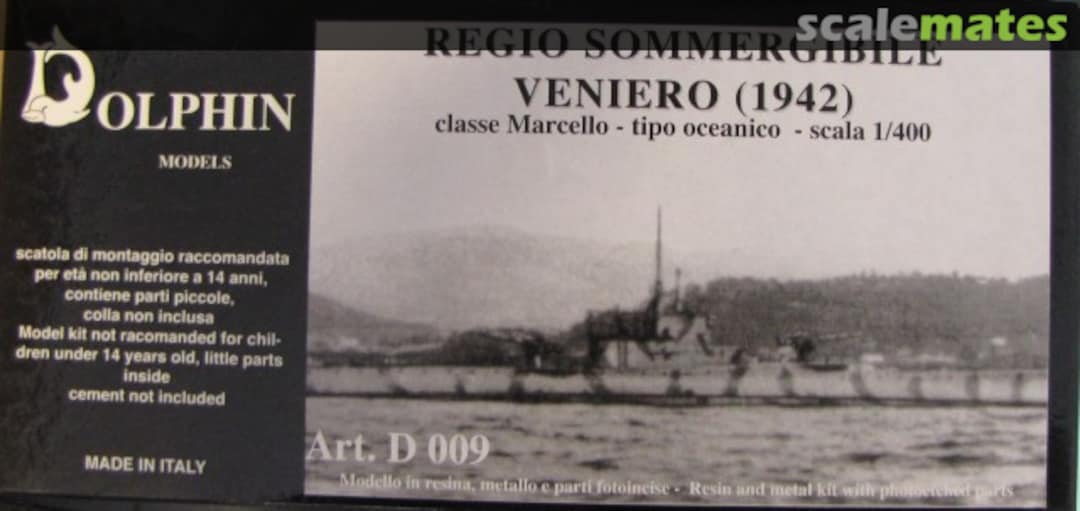 scalemates
REGIO SOMMERGIBILE
VENIERO (1942)
classe Marcello - tipo oceanico - scala 1/400
DOLPHIN
MODELS
scatola di montaggio raccomandata
per età non inferiore a 14 anni,
contiene parti piccole,
colla non inclusa
Model kit not racomanded for chil-
dren under 14 years old, little parts
inside
cement not included
MADE IN ITALY
Art. D 009
Modello in resina, metallo e parti fotoincise - Resin and metal kit with photoetched parts